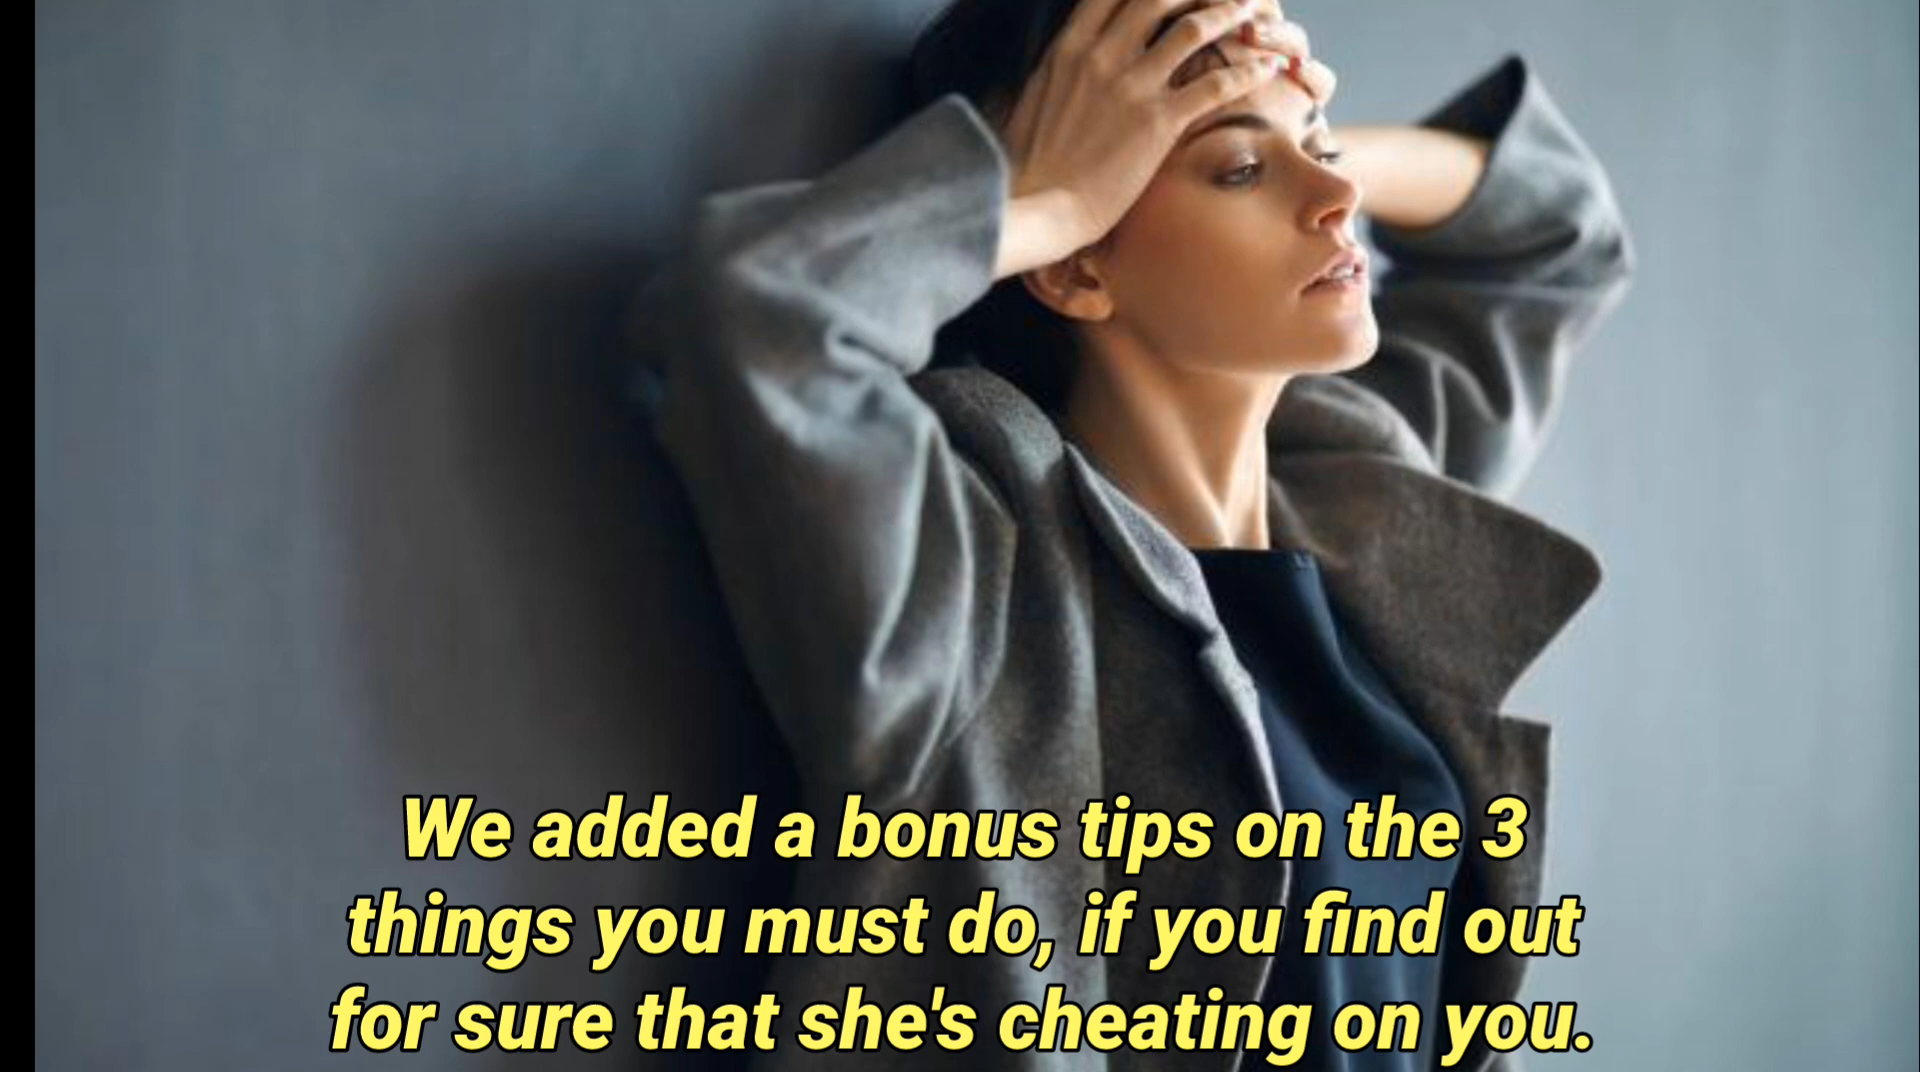 We added a bonus tips on the 3
things you must do, if you find out
for sure that she's cheating on you.